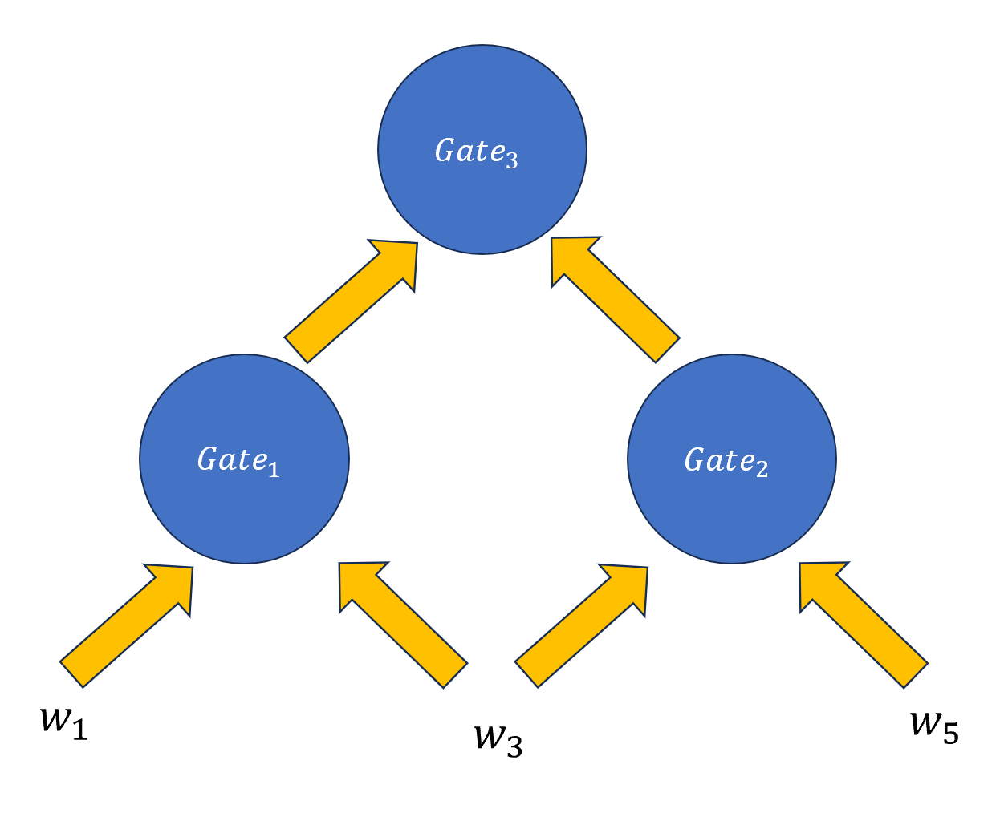 Gate₃
Gate₁
Gate₂
w₁
w₃
w₅